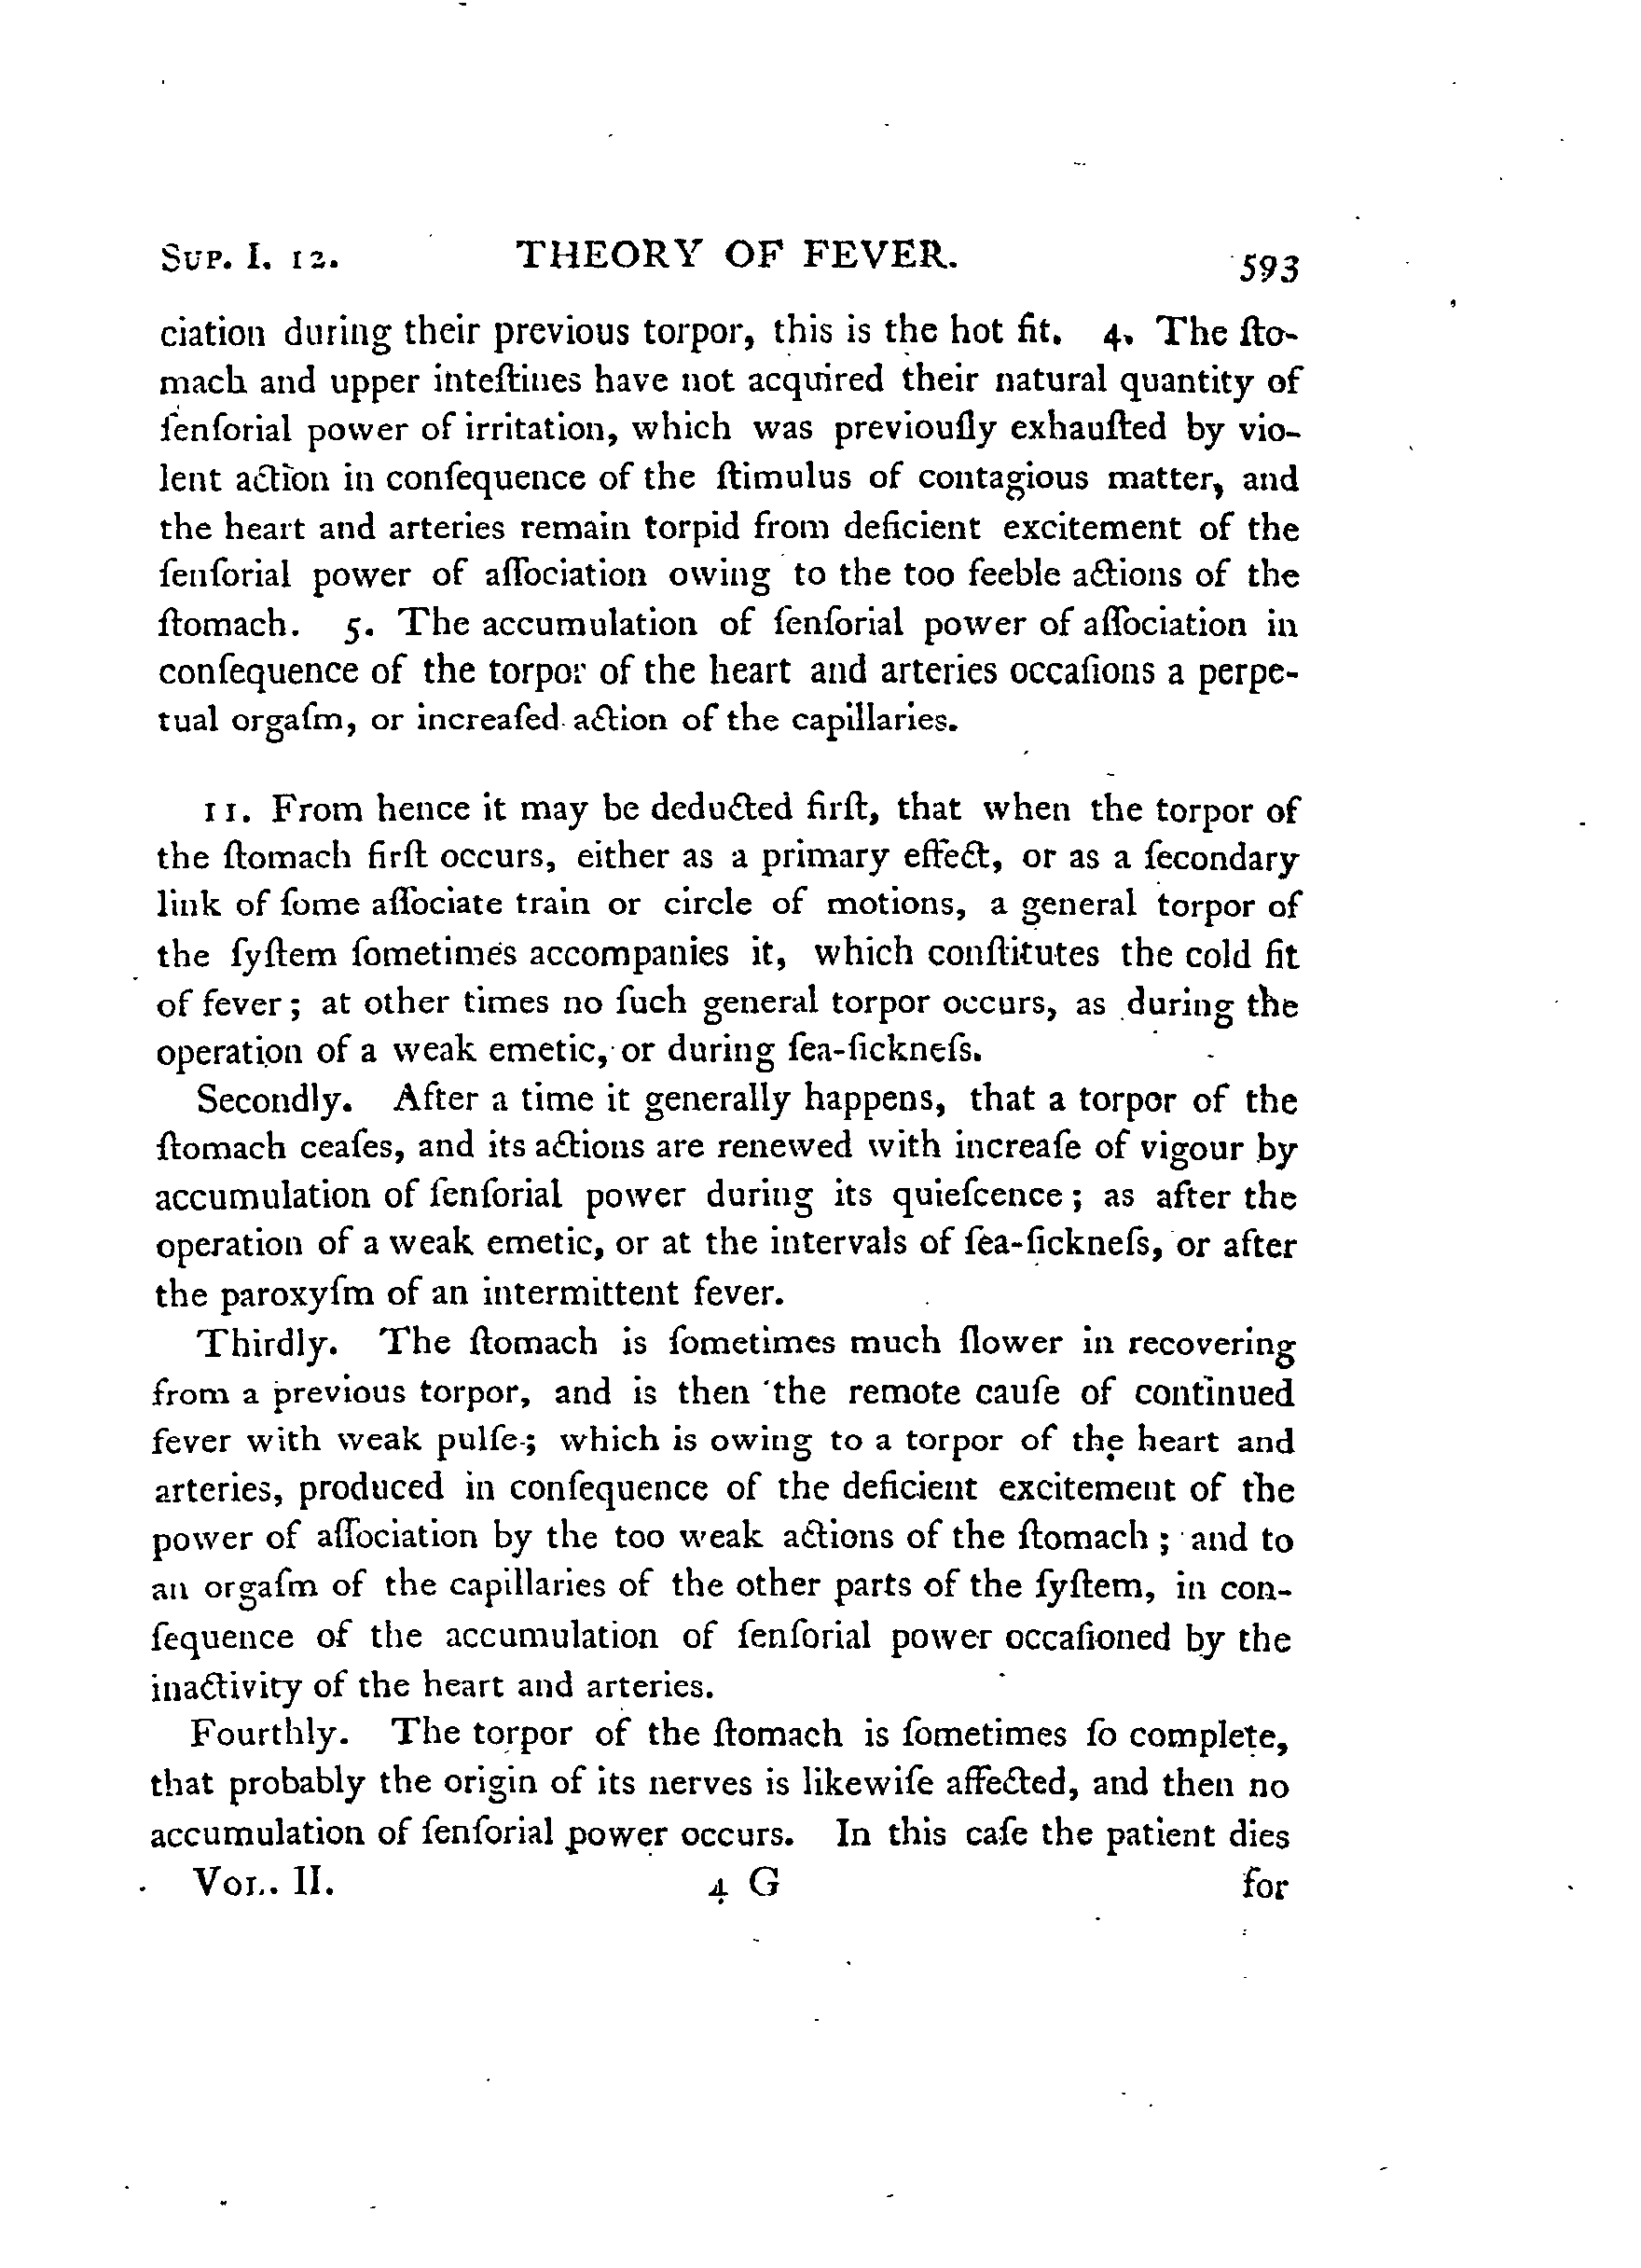 SUP. I. 12. THEORY OF FEVER. 593
ciation during their previous torpor, this is the hot fit. 4. The ſto-
mach and upper inteſtines have not acquired their natural quantity of
ſenſorial power of irritation, which was previouſly exhauſted by vio-
lent action in conſequence of the ſtimulus of contagious matter, and
the heart and arteries remain torpid from deficient excitement of the
ſenſorial power of aſſociation owing to the too feeble actions of the
ſtomach. 5. The accumulation of ſenſorial power of aſſociation in
conſequence of the torpor of the heart and arteries occaſions a perpe-
tual orgaſm, or increaſed action of the capillaries.
11. From hence it may be deducted firſt, that when the torpor of
the ſtomach firſt occurs, either as a primary effect, or as a ſecondary
link of ſome aſſociate train or circle of motions, a general torpor of
the ſyſtem ſometimes accompanies it, which conſtitutes the cold fit
of fever; at other times no ſuch general torpor occurs, as during the
operation of a weak emetic, or during ſea-ſickneſs.
Secondly. After a time it generally happens, that a torpor of the
ſtomach ceaſes, and its actions are renewed with increaſe of vigour by
accumulation of ſenſorial power during its quieſcence; as after the
operation of a weak emetic, or at the intervals of ſea-ſickneſs, or after
the paroxyſm of an intermittent fever.
Thirdly. The ſtomach is ſometimes much ſlower in recovering
from a previous torpor, and is then the remote cauſe of continued
fever with weak pulſe; which is owing to a torpor of the heart and
arteries, produced in conſequence of the deficient excitement of the
power of aſſociation by the too weak actions of the ſtomach; and to
an orgaſm of the capillaries of the other parts of the ſyſtem, in con-
ſequence of the accumulation of ſenſorial power occaſioned by the
inactivity of the heart and arteries.
Fourthly. The torpor of the ſtomach is ſometimes ſo complete,
that probably the origin of its nerves is likewiſe affected, and then no
accumulation of ſenſorial power occurs. In this caſe the patient dies
VOL. II. 4 G for